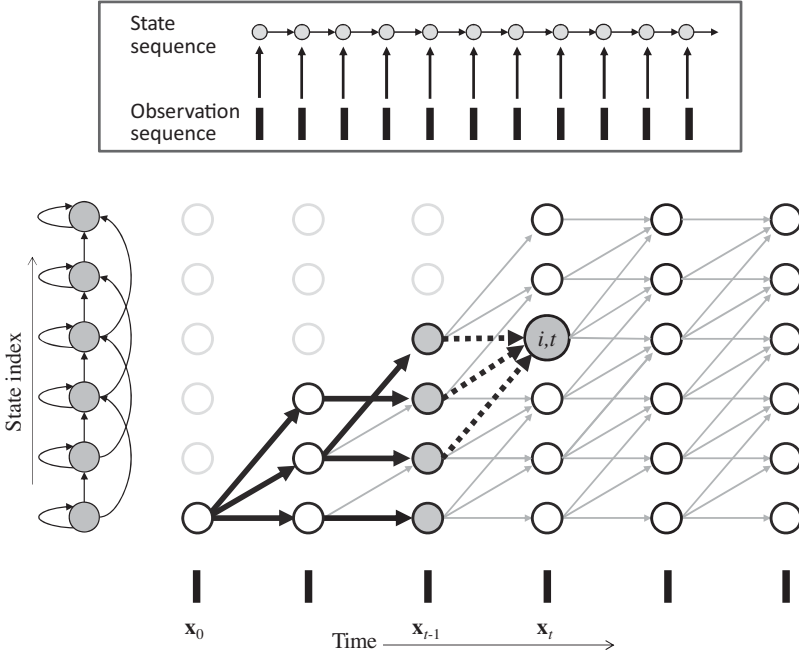 State
sequence
Observation
sequence
State index
i,t
x0
xt-1
xt
Time